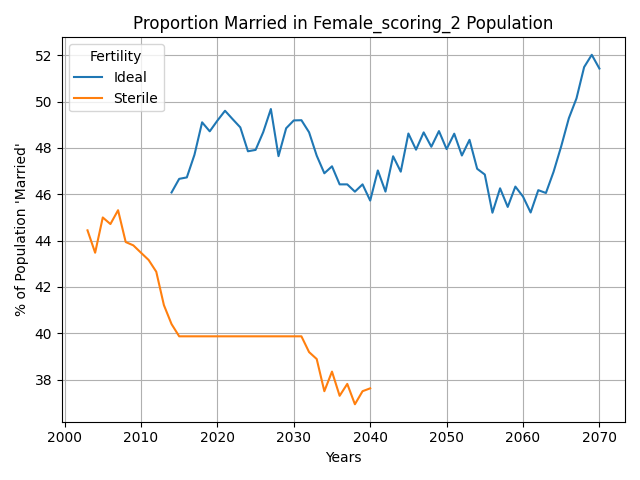 Proportion Married in Female_scoring_2 Population
Fertility
Ideal
Sterile
% of Population 'Married'
52
50
48
46
44
42
40
38
2000 2010 2020 2030 2040 2050 2060 2070
Years